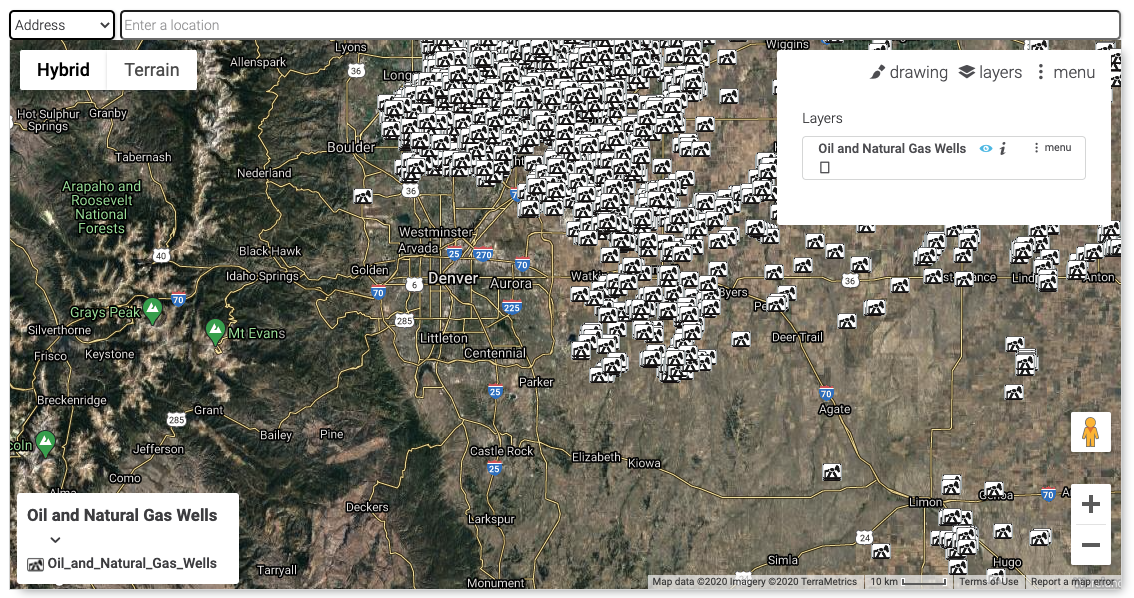 Address
Enter a location
Hybrid
Terrain
drawing
layers
menu
Layers
Oil and Natural Gas Wells
i
menu
Lyons
Wiggins
Allenspark
36
Long
Hot Sulphur
Springs
Granby
Boulder
Tabernash
Nederland
36
Arapaho and
Roosevelt
National
Forests
Westminster
Arvada
25
270
70
40
Black Hawk
Golden
Idaho Springs
Denver
Aurora
6
70
70
225
285
Watki
Byers
36
Lind
Anton
Grays Peak
Mt Evans
Silverthorne
Frisco
Keystone
Littleton
Centennial
Deer Trail
Parker
25
70
Agate
Breckenridge
Grant
285
Bailey
Pine
Jefferson
Como
Alma
coln
Castle Rock
25
Elizabeth
Kiowa
Deckers
Larkspur
Limon
Genoa
70
A
24
Simla
Hugo
Tarryall
Monument
Oil and Natural Gas Wells
Oil_and_Natural_Gas_Wells
Map data ©2020 Imagery ©2020 TerraMetrics
10 km
Terms of Use
Report a map error